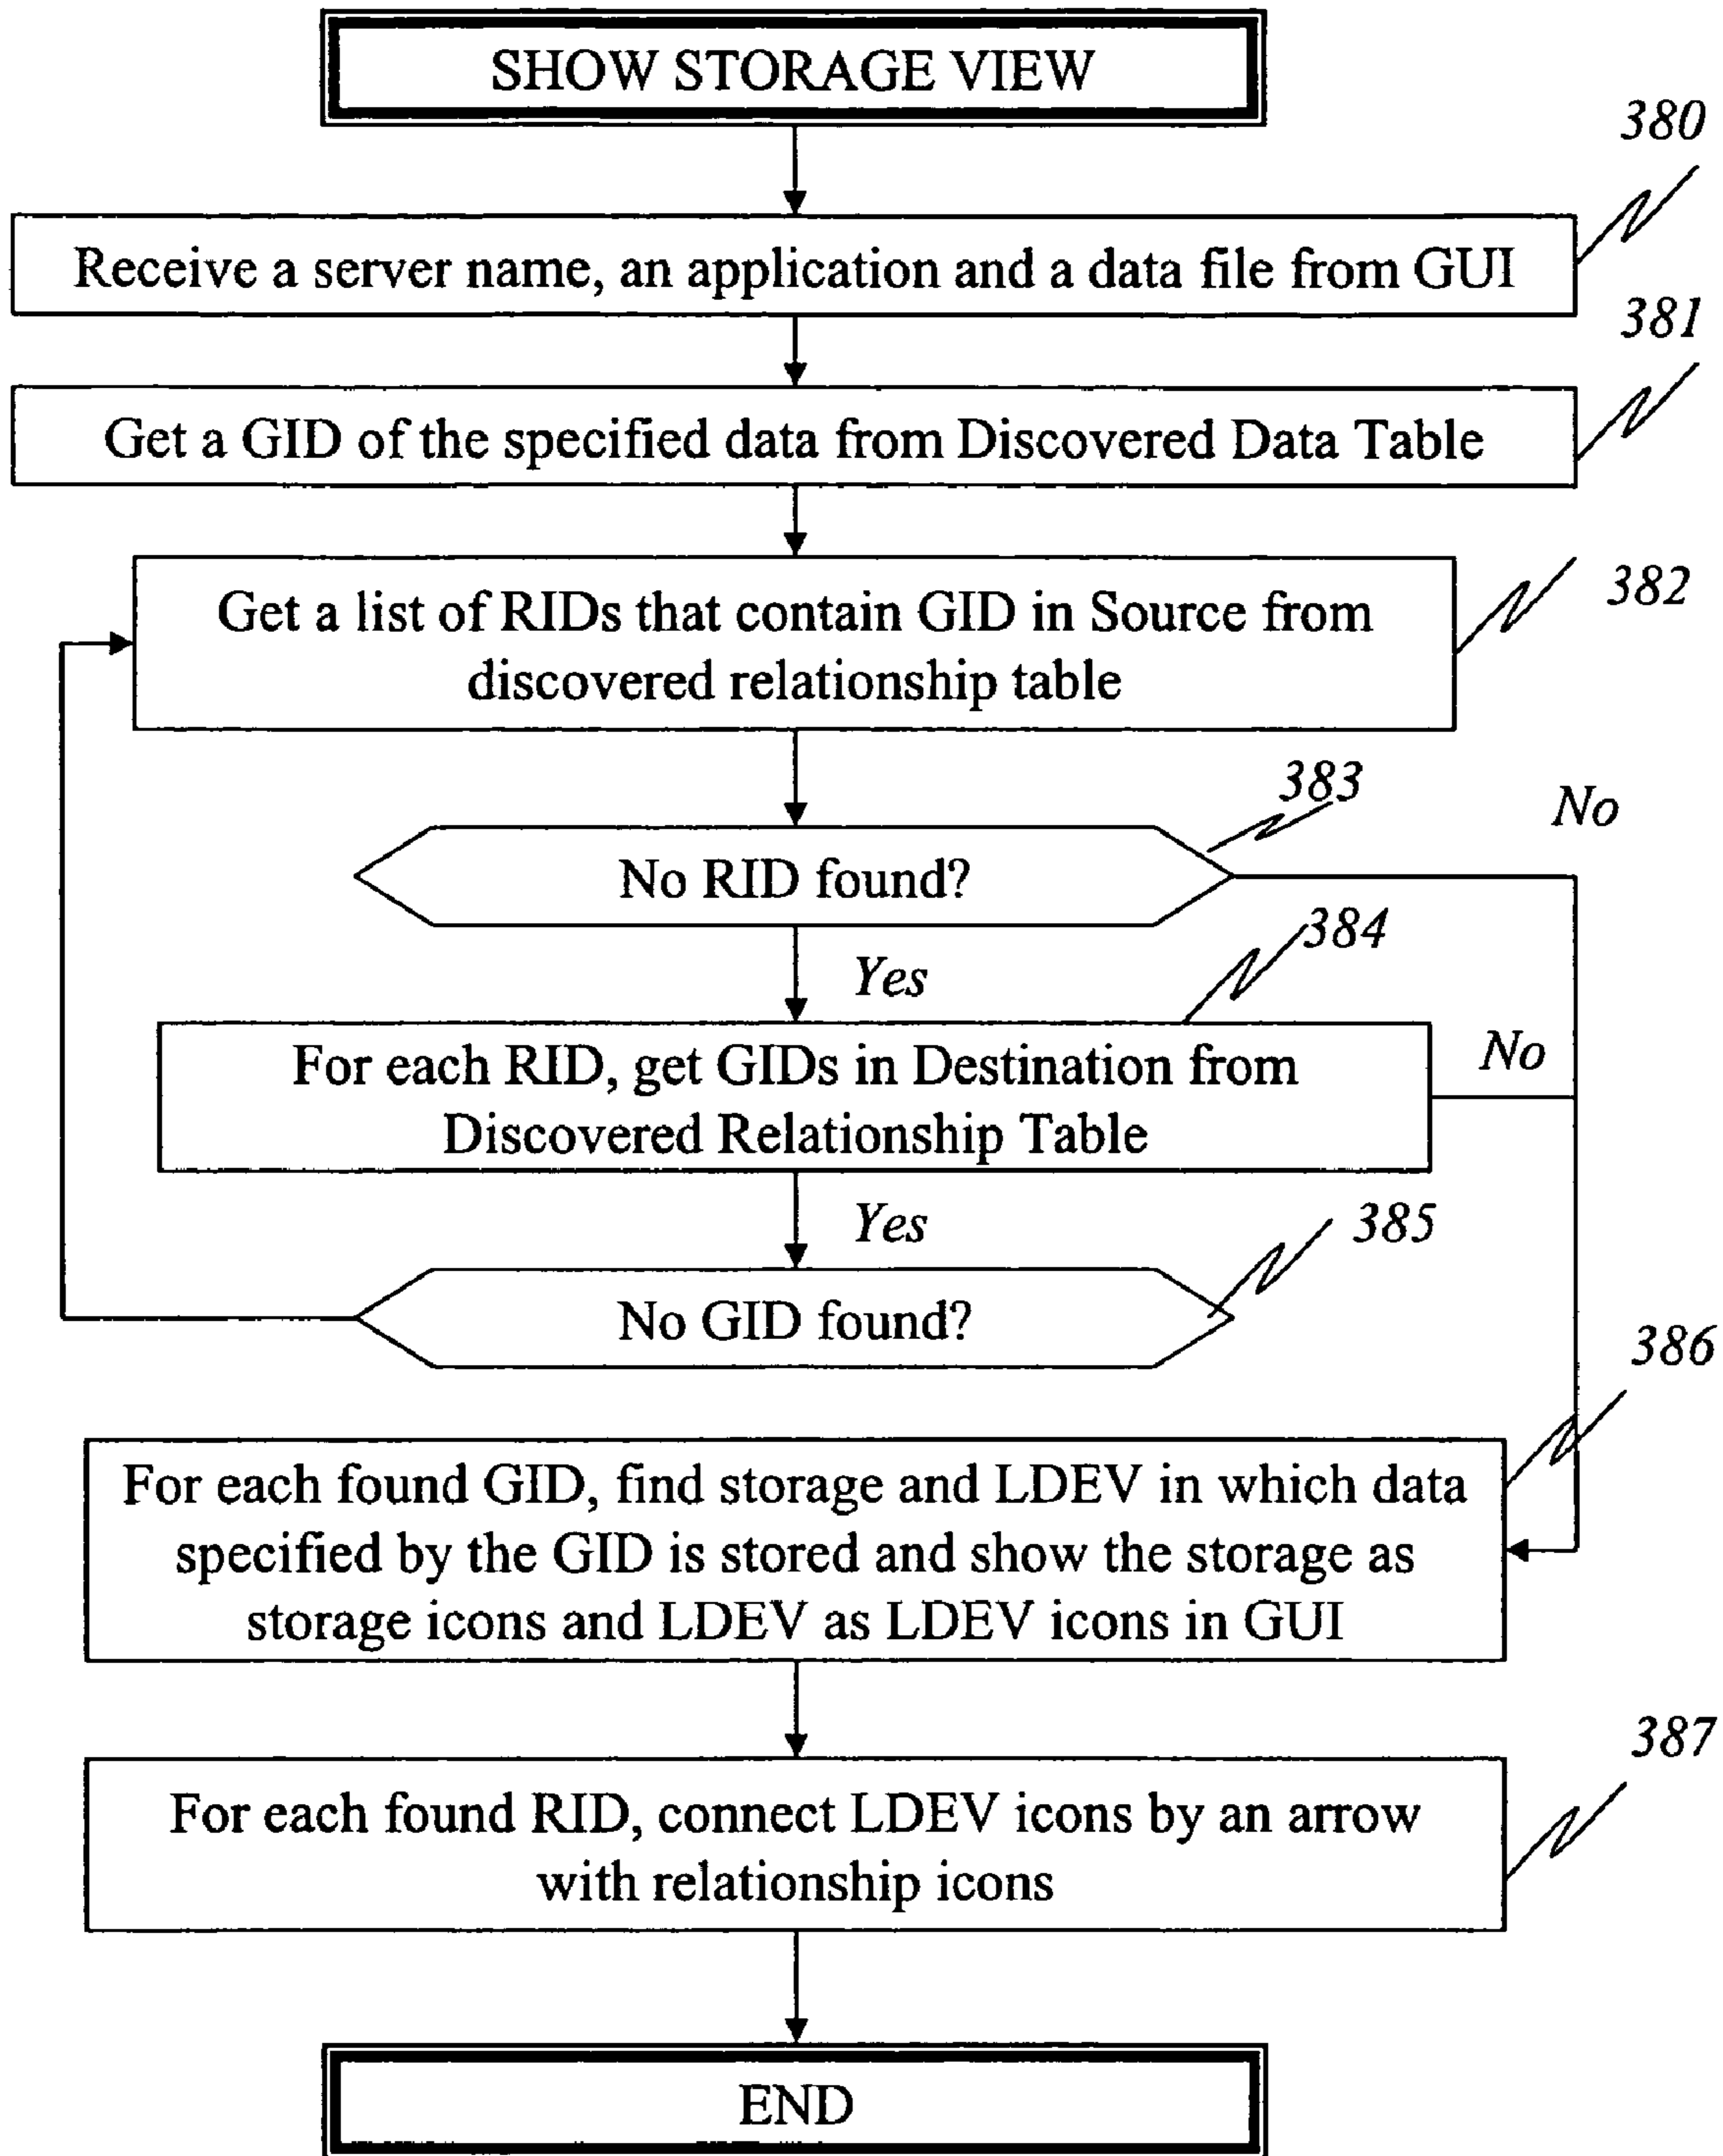 SHOW STORAGE VIEW
380
Receive a server name, an application and a data file from GUI
381
Get a GID of the specified data from Discovered Data Table
382
Get a list of RIDs that contain GID in Source from
discovered relationship table
383
No
No RID found?
384
Yes
For each RID, get GIDs in Destination from
Discovered Relationship Table
No
Yes
385
No GID found?
386
For each found GID, find storage and LDEV in which data
specified by the GID is stored and show the storage as
storage icons and LDEV as LDEV icons in GUI
387
For each found RID, connect LDEV icons by an arrow
with relationship icons
END